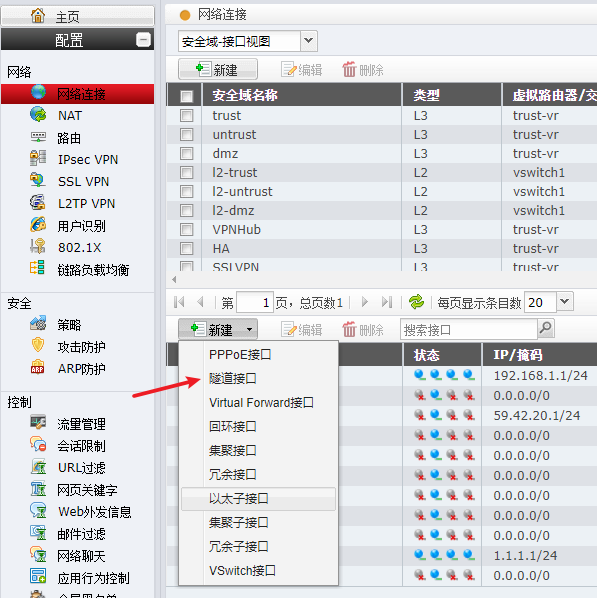 主页
配置
网络
网络连接
NAT
路由
IPsec VPN
SSL VPN
L2TP VPN
用户识别
802.1X
链路负载均衡
安全
策略
攻击防护
ARP防护
控制
流量管理
会话限制
URL过滤
网页关键字
Web外发信息
邮件过滤
网络聊天
应用行为控制
网络连接
安全域-接口视图
新建 编辑 删除
安全域名称 类型 虚拟路由器/交
trust L3 trust-vr
untrust L3 trust-vr
dmz L3 trust-vr
l2-trust L2 vswitch1
l2-untrust L2 vswitch1
l2-dmz L2 vswitch1
VPNHub L3 trust-vr
HA L3 trust-vr
SSLVPN L3 trust-vr
第 1 页，总页数1 每页显示条目数 20
新建 编辑 删除 搜索接口
PPPoE接口
隧道接口
Virtual Forward接口
回环接口
集聚接口
冗余接口
以太子接口
集聚子接口
冗余子接口
VSwitch接口
状态 IP/掩码
192.168.1.1/24
0.0.0.0/0
59.42.20.1/24
0.0.0.0/0
0.0.0.0/0
0.0.0.0/0
0.0.0.0/0
0.0.0.0/0
0.0.0.0/0
1.1.1.1/24
0.0.0.0/0